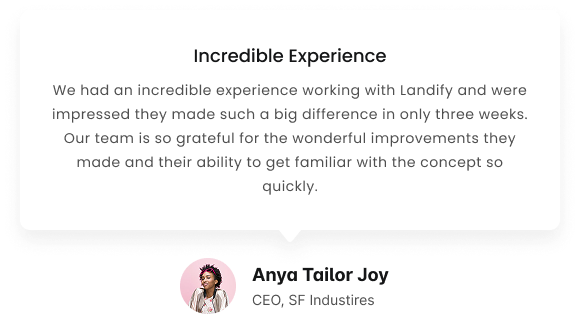 Incredible Experience
We had an incredible experience working with Landify and were
impressed they made such a big difference in only three weeks.
Our team is so grateful for the wonderful improvements they
made and their ability to get familiar with the concept so
quickly.
Anya Tailor Joy
CEO, SF Industires